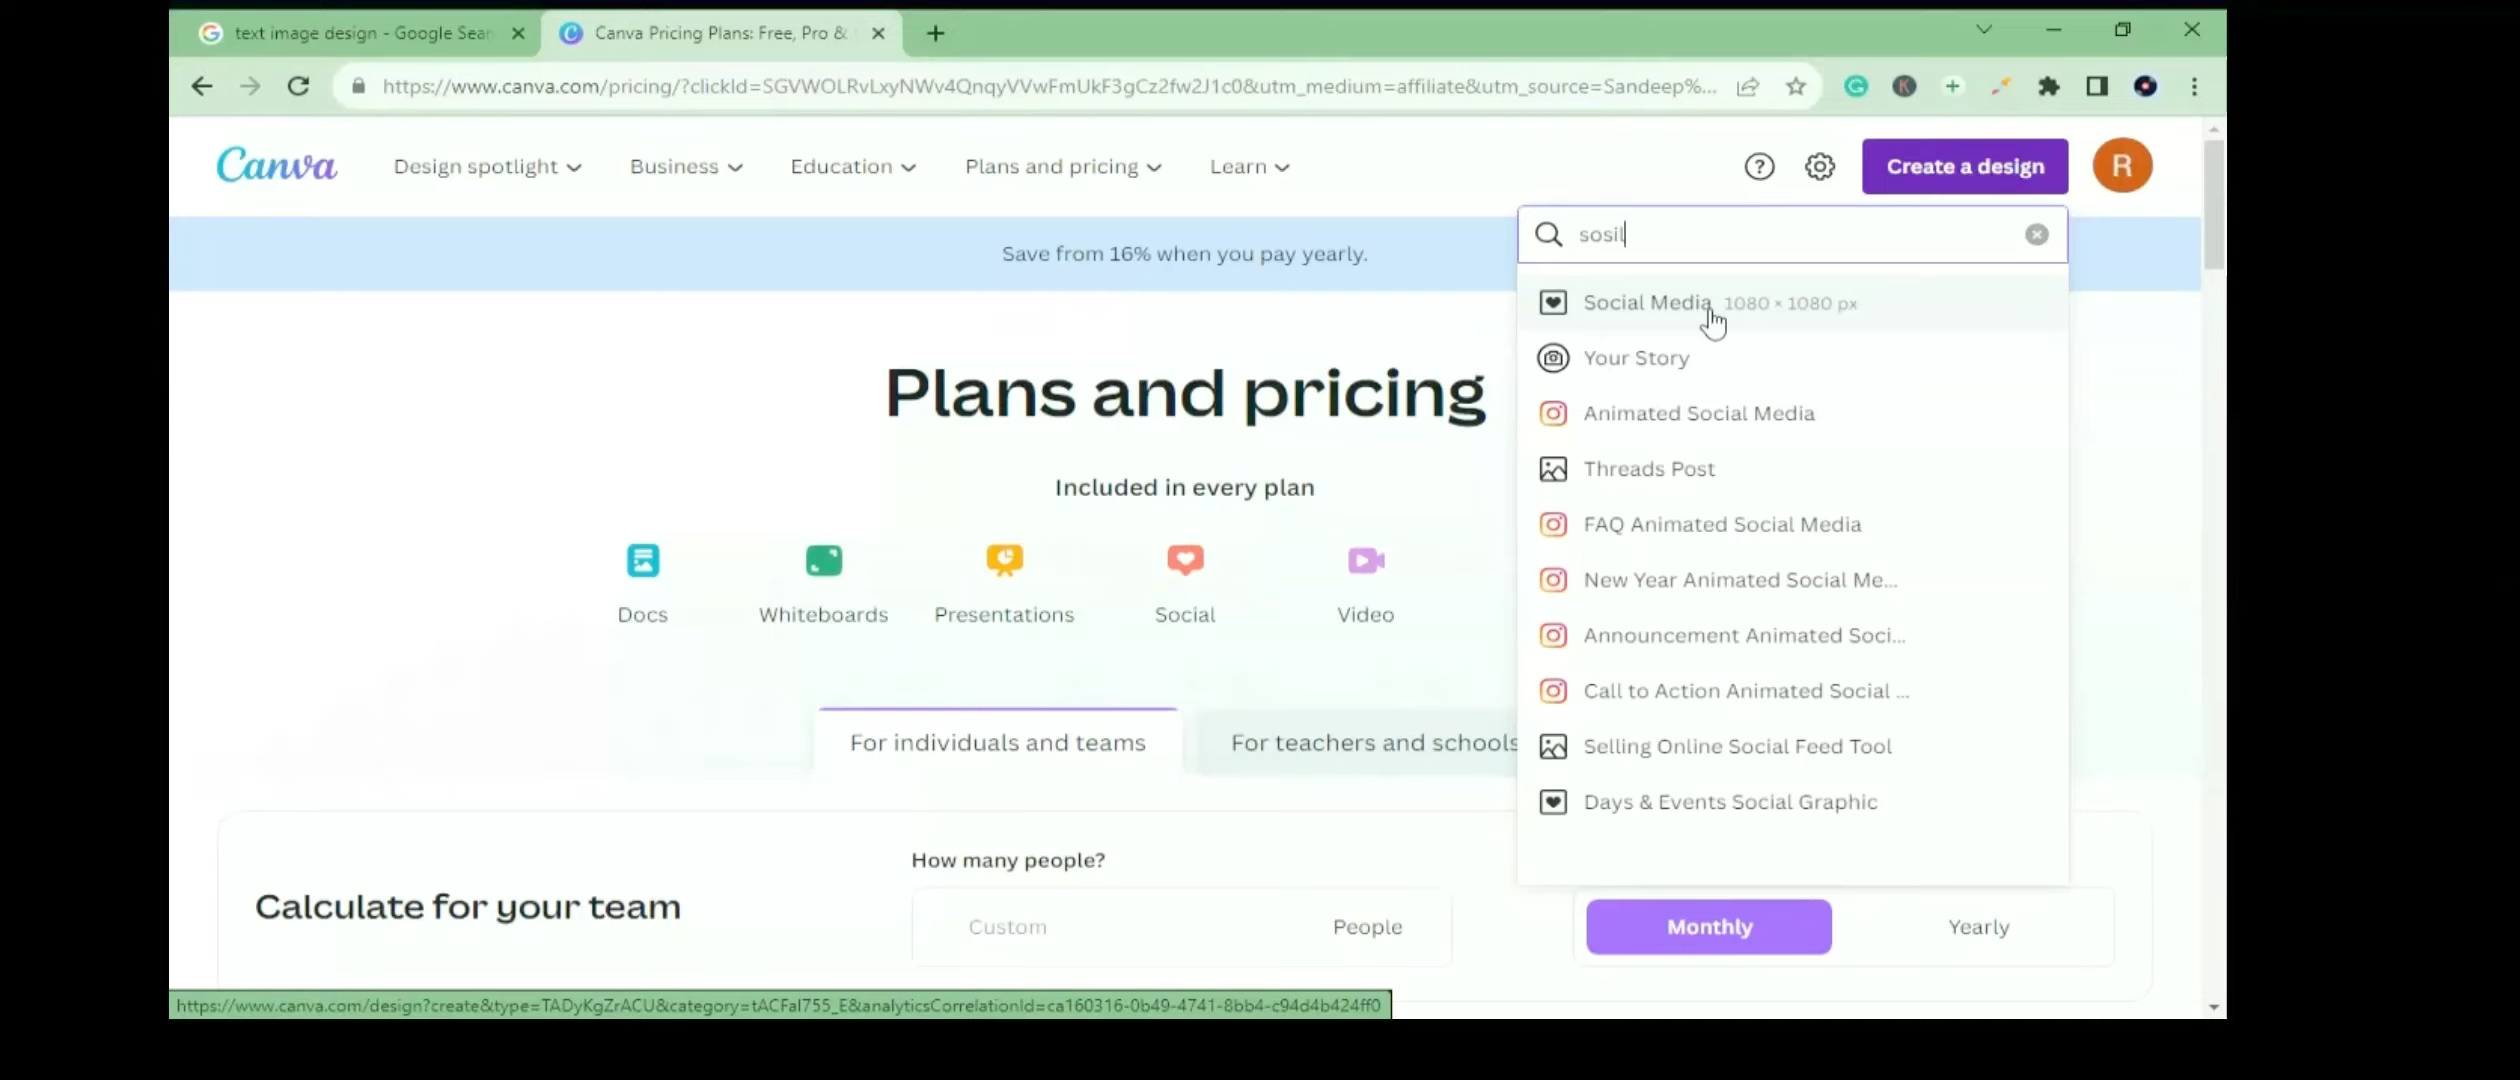 text image design - Google Sear
Canva Pricing Plans: Free, Pro &
https://www.canva.com/pricing/?clickId=SGVWOLRvLxyNWv4QnqyVVwFmUkF3gCz2fw2J1c0&utm_medium=affiliate&utm_source=Sandeep%...
Canva
Design spotlight
Business
Education
Plans and pricing
Learn
Create a design
R
Save from 16% when you pay yearly.
sosil
Social Media 1080 × 1080 px
Your Story
Animated Social Media
Threads Post
FAQ Animated Social Media
New Year Animated Social Me...
Announcement Animated Soci...
Call to Action Animated Social ...
Selling Online Social Feed Tool
Days & Events Social Graphic
Plans and pricing
Included in every plan
Docs
Whiteboards
Presentations
Social
Video
For individuals and teams
For teachers and schools
Calculate for your team
How many people?
Custom
People
Monthly
Yearly
https://www.canva.com/design?create&type=TADyKgZrACU&category=tACFal755_E&analyticsCorrelationId=ca160316-0b49-4741-8bb4-c94d4b424ff0